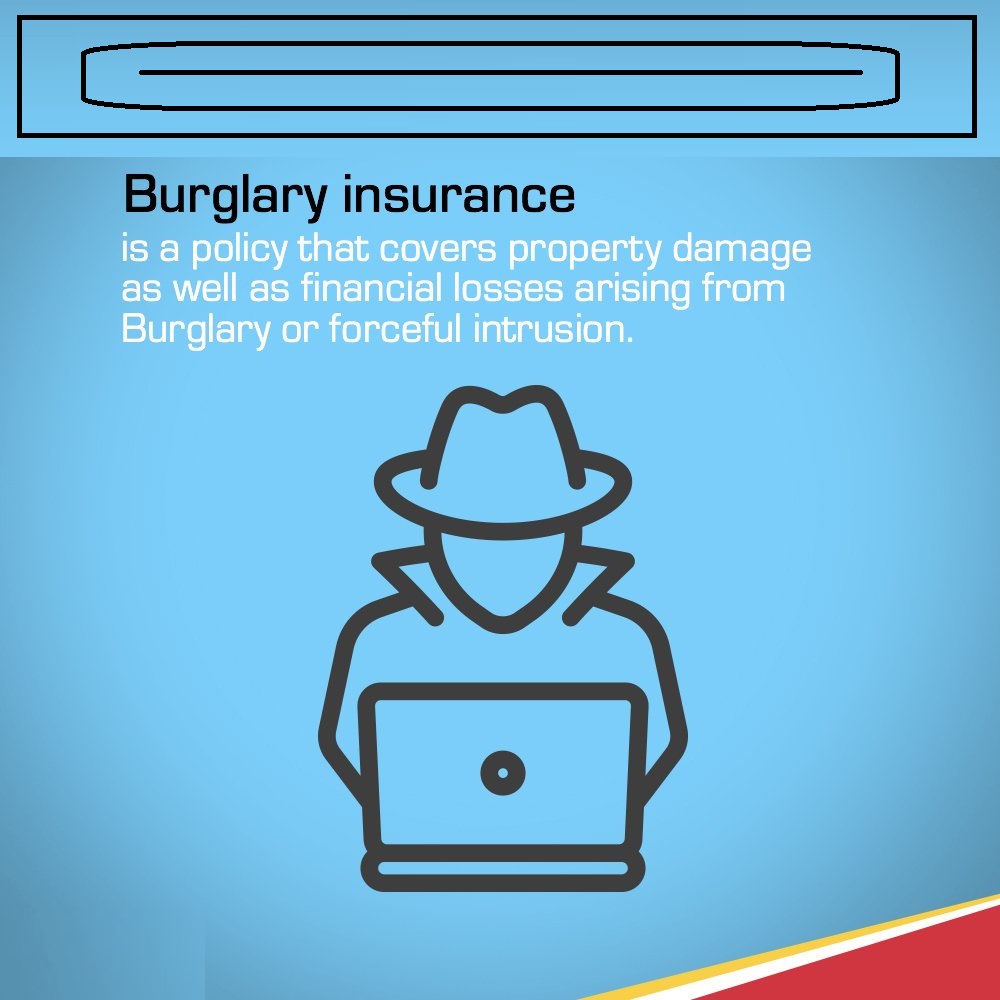 Burglary insurance
is a policy that covers property damage
as well as financial losses arising from
Burglary or forceful intrusion.